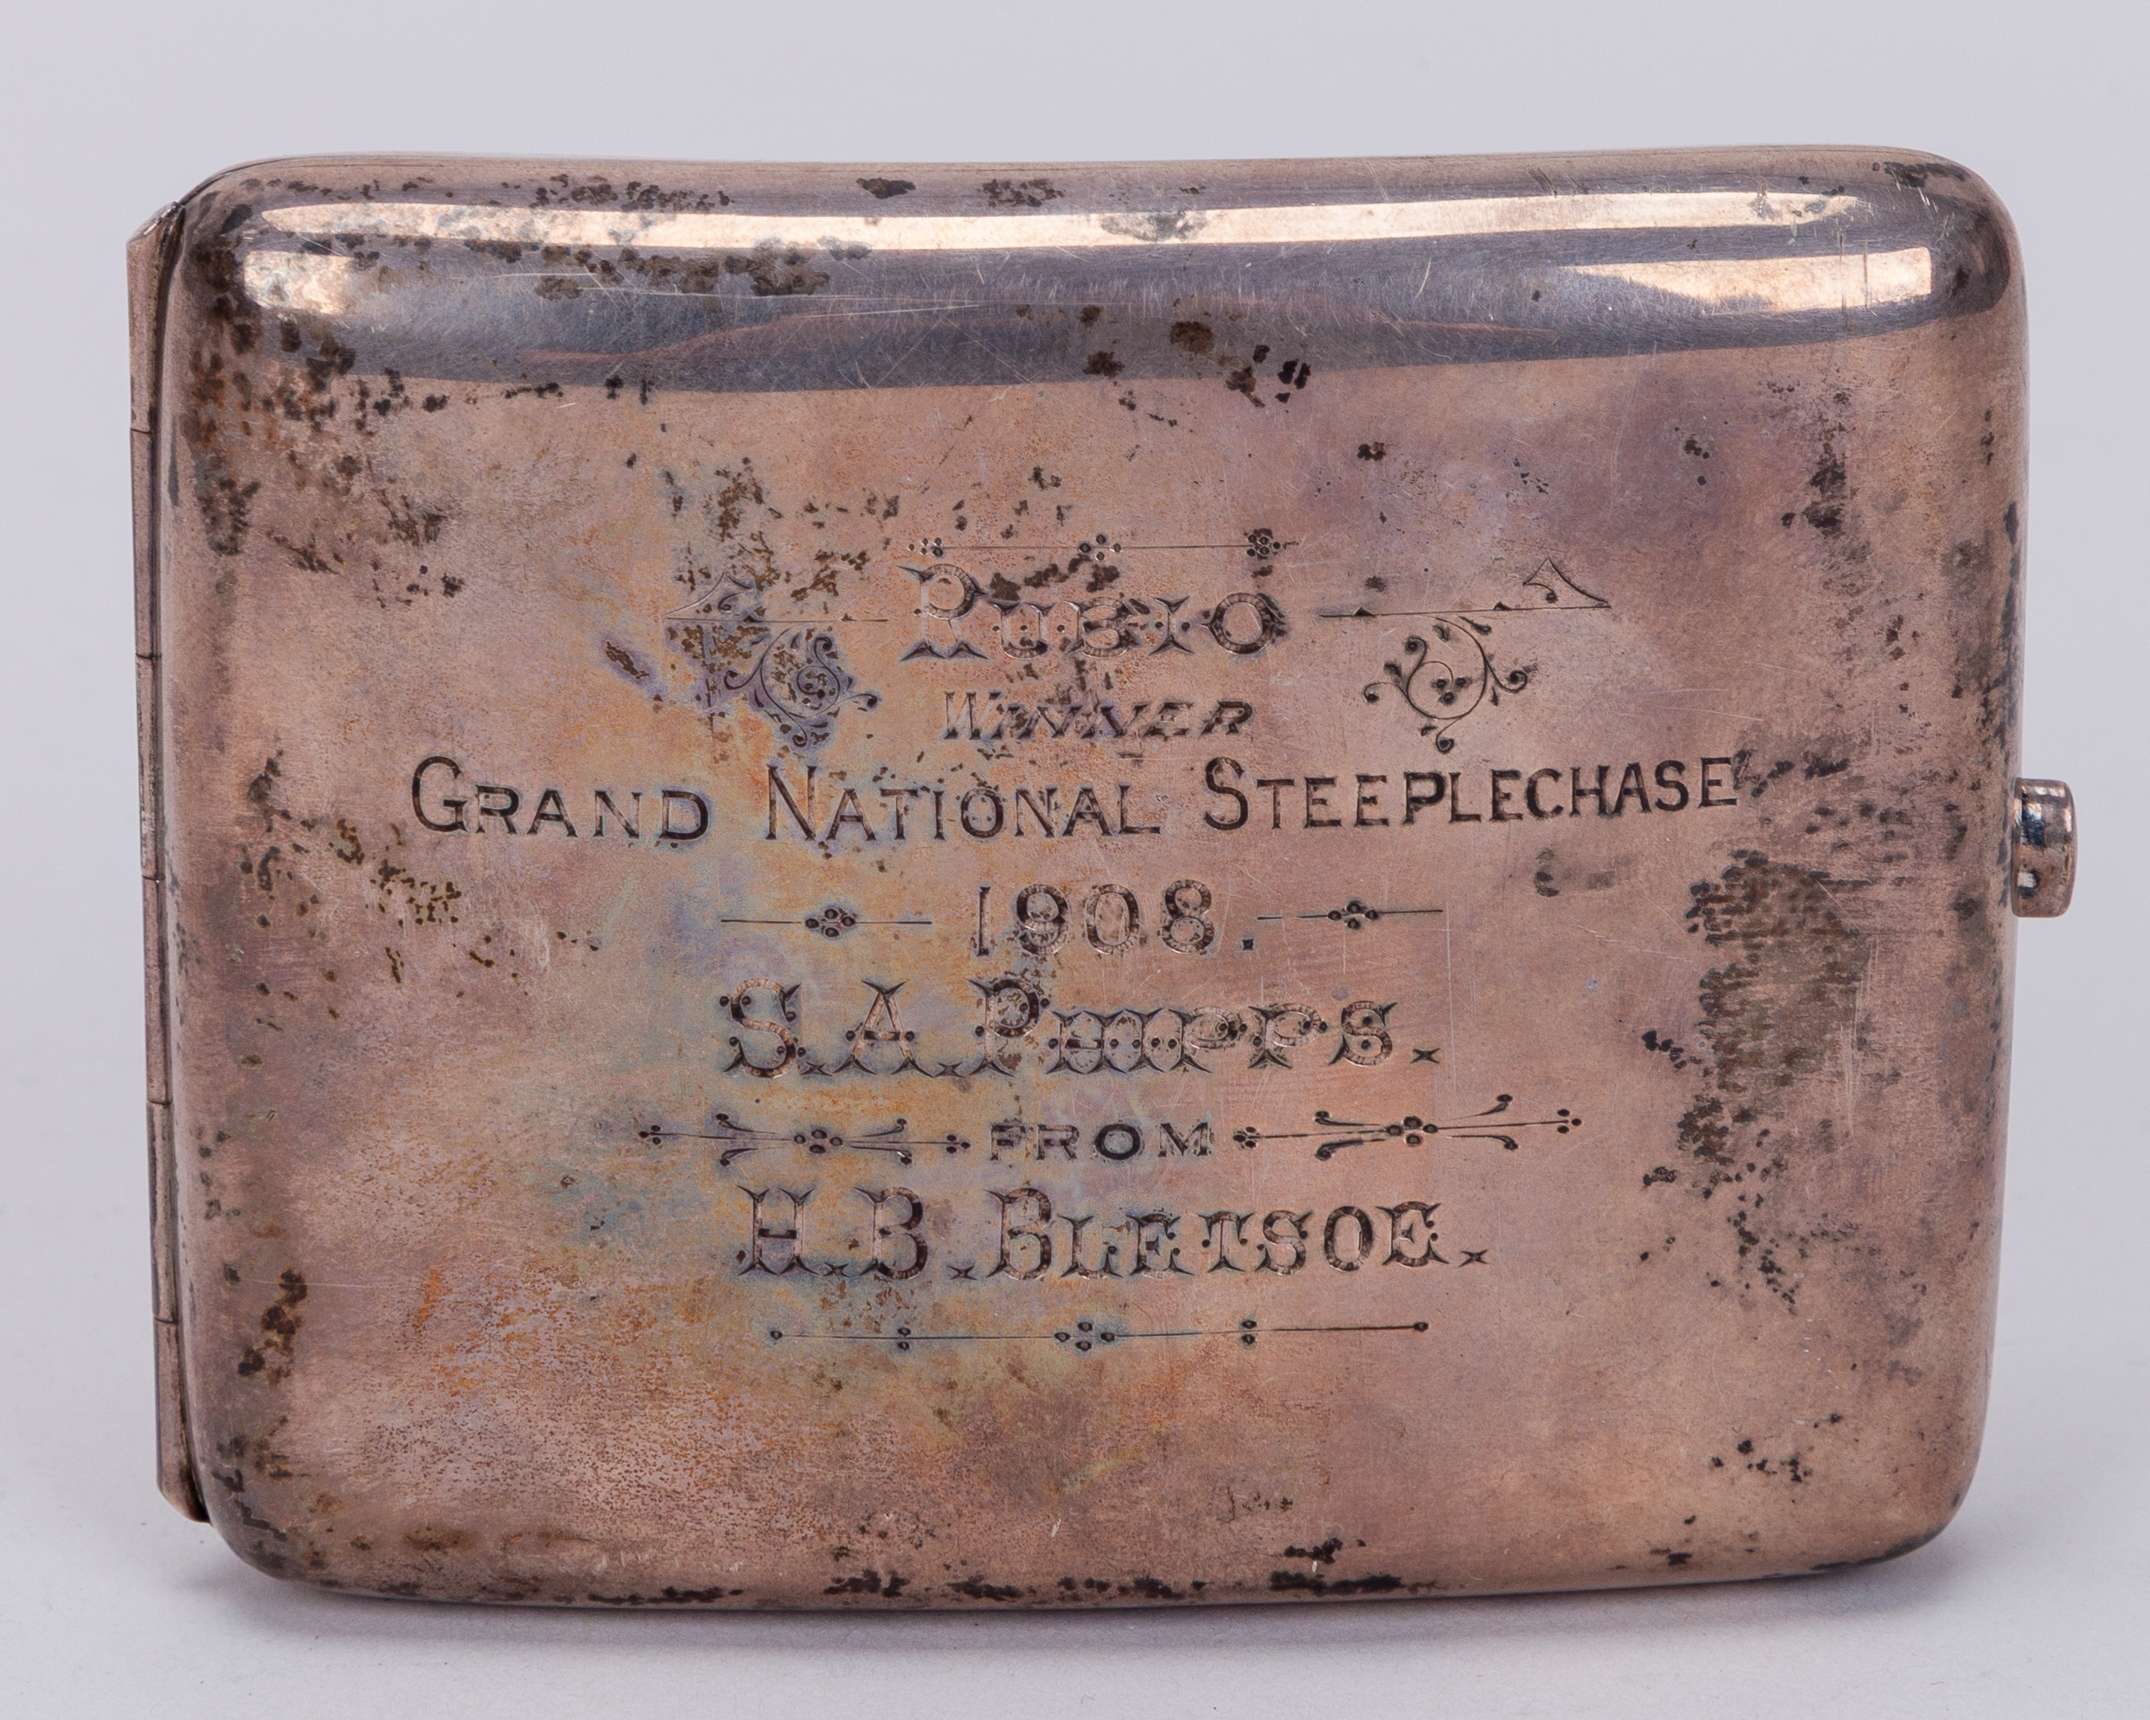 Rubio
Winner
Grand National Steeplechase
1908.
S.A.Phipps.
FROM
H.B.Bletsoe.